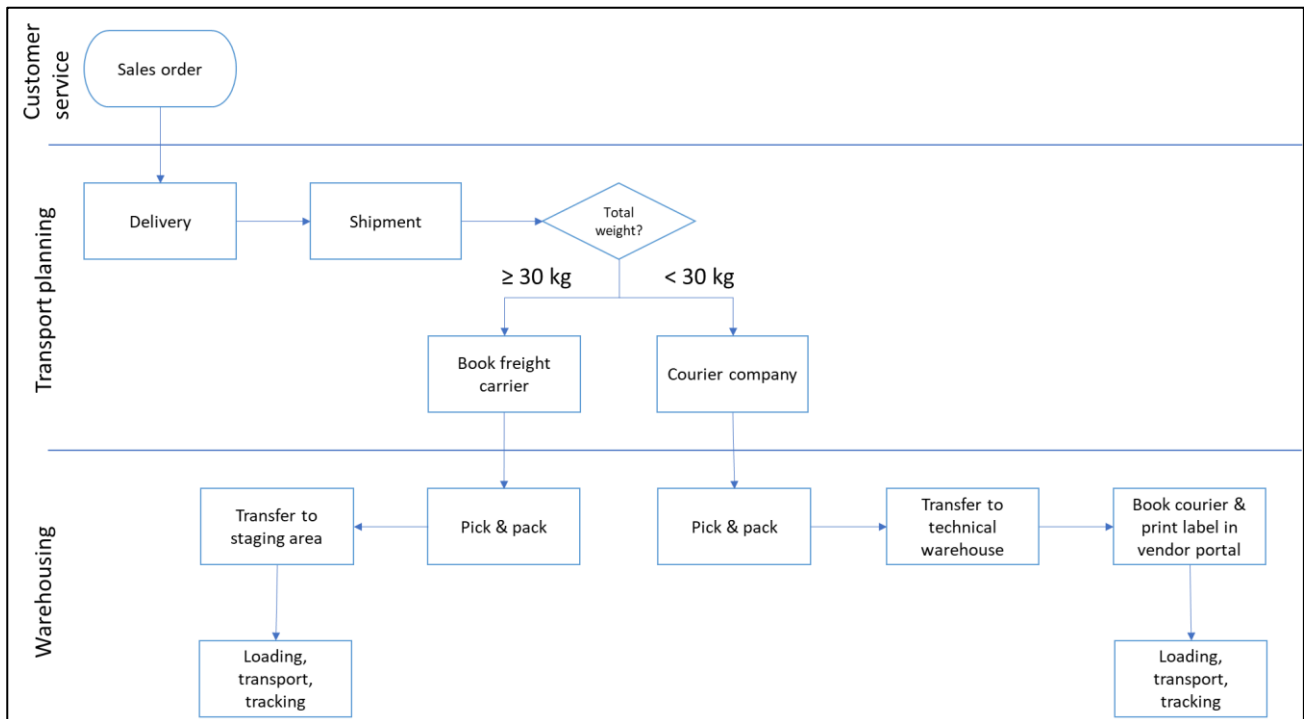 Customer
service
Sales order
Transport planning
Delivery
Shipment
Total
weight?
≥ 30 kg
< 30 kg
Book freight
carrier
Courier company
Warehousing
Transfer to
staging area
Pick & pack
Pick & pack
Transfer to
technical
warehouse
Book courier &
print label in
vendor portal
Loading,
transport,
tracking
Loading,
transport,
tracking